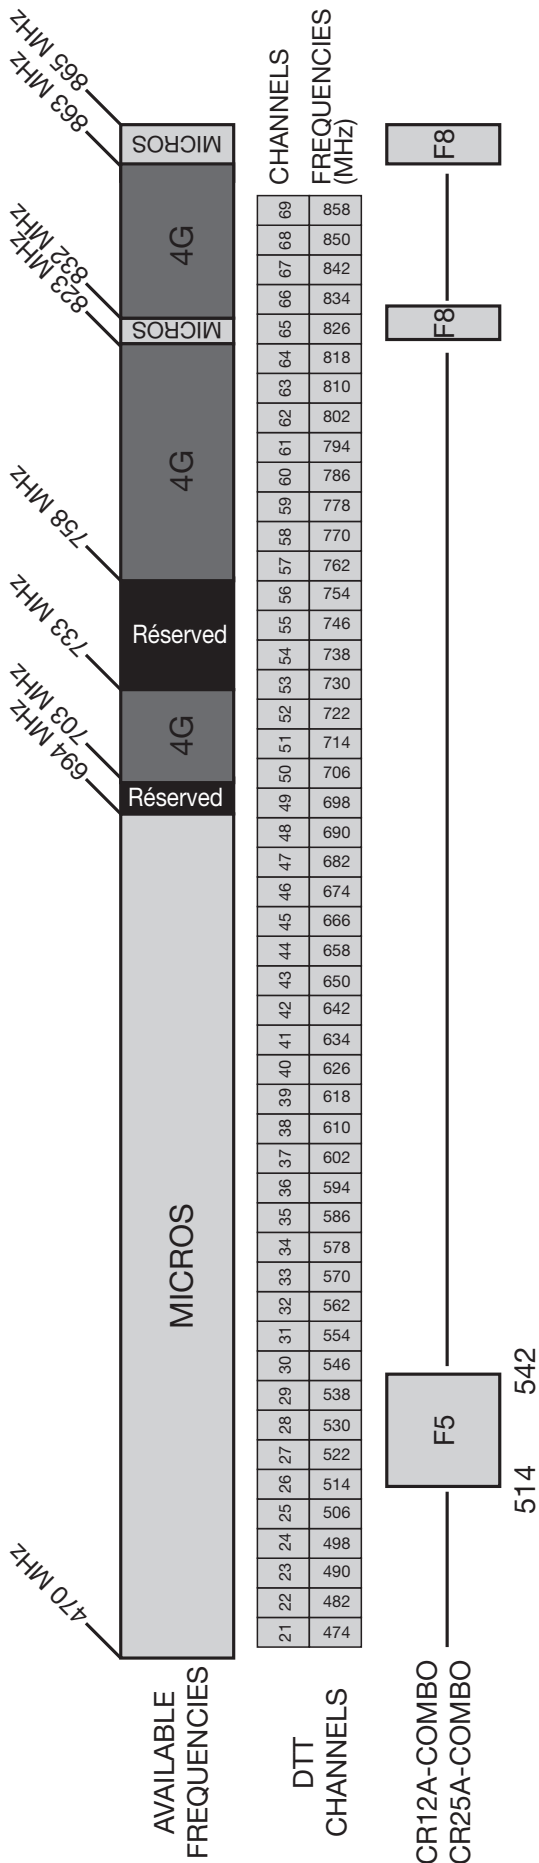 AVAILABLE
FREQUENCIES
470 MHz
694 MHz
703 MHz
733 MHz
758 MHz
823 MHz
832 MHz
863 MHz
865 MHz
MICROS
Réserved
4G
Réserved
4G
MICROS
4G
MICROS
DTT
CHANNELS
21 22 23 24 25 26 27 28 29 30 31 32 33 34 35 36 37 38 39 40 41 42 43 44 45 46 47 48 49 50 51 52 53 54 55 56 57 58 59 60 61 62 63 64 65 66 67 68 69
CHANNELS
474 482 490 498 506 514 522 530 538 546 554 562 570 578 586 594 602 610 618 626 634 642 650 658 666 674 682 690 698 706 714 722 730 738 746 754 762 770 778 786 794 802 810 818 826 834 842 850 858
FREQUENCIES
(MHz)
CR12A-COMBO
CR25A-COMBO
F5
F8
F8
514
542